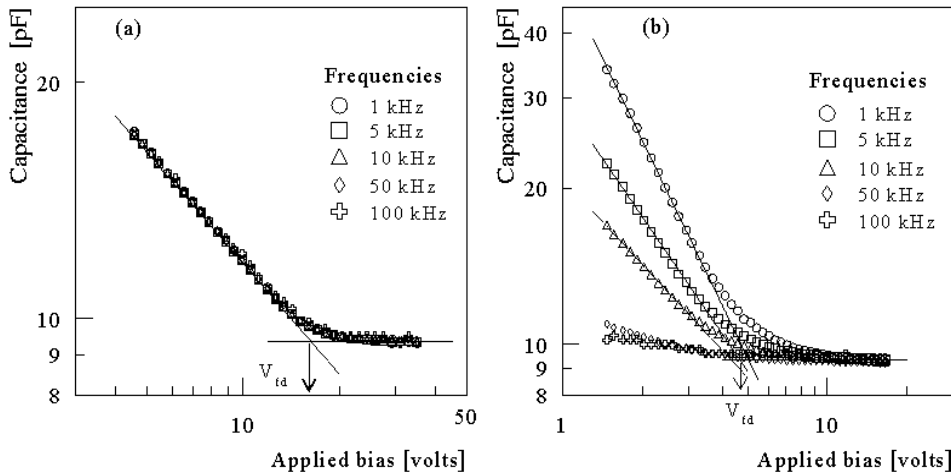 (a)
Capacitance [pF]
20
10
9
8
Frequencies
1 kHz
5 kHz
10 kHz
50 kHz
100 kHz
V fd
10
50
Applied bias [volts]
(b)
Capacitance [pF]
40
30
20
10
9
8
Frequencies
1 kHz
5 kHz
10 kHz
50 kHz
100 kHz
V fd
1
10
Applied bias [volts]